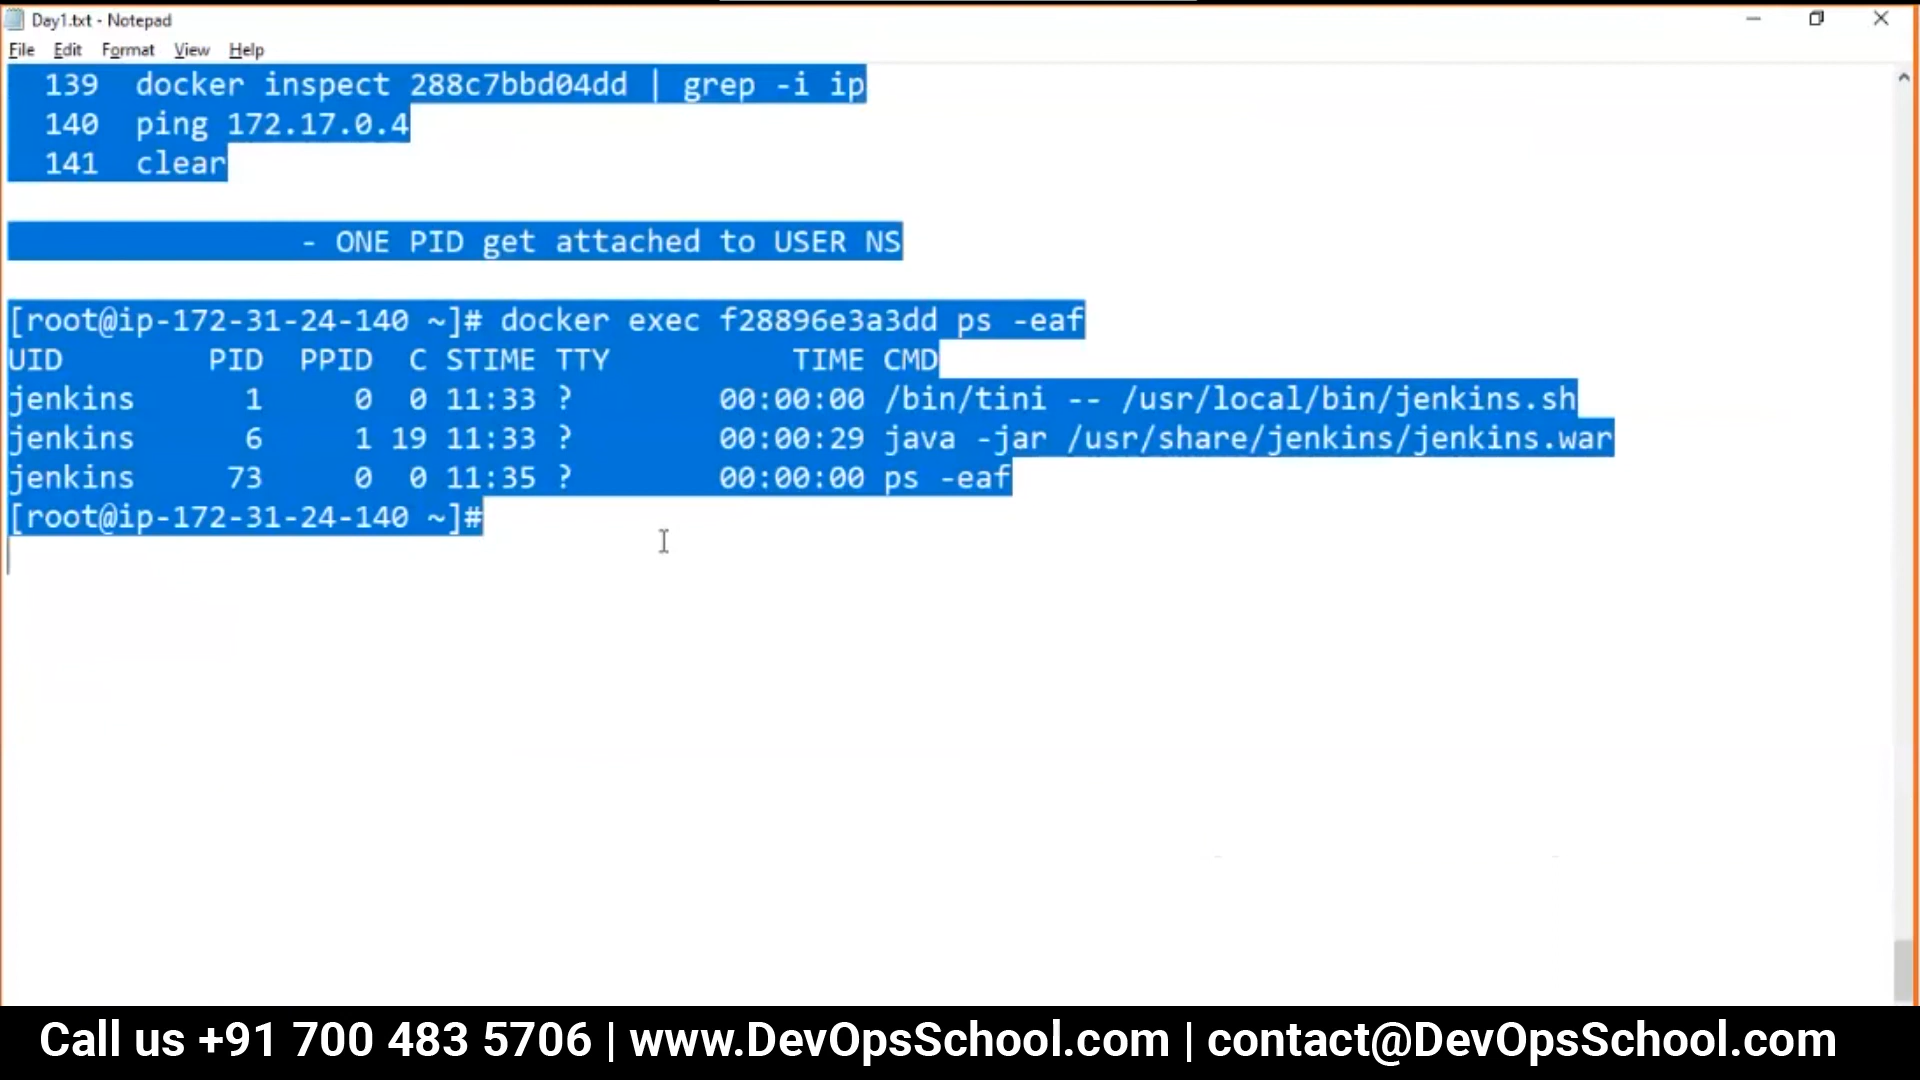 Day1.txt - Notepad
File Edit Format View Help
139 docker inspect 288c7bbd04dd | grep -i ip
140 ping 172.17.0.4
141 clear
- ONE PID get attached to USER NS
[root@ip-172-31-24-140 ~]# docker exec f28896e3a3dd ps -eaf
UID PID PPID C STIME TTY TIME CMD
jenkins 1 0 0 11:33 ? 00:00:00 /bin/tini -- /usr/local/bin/jenkins.sh
jenkins 6 1 19 11:33 ? 00:00:29 java -jar /usr/share/jenkins/jenkins.war
jenkins 73 0 0 11:35 ? 00:00:00 ps -eaf
[root@ip-172-31-24-140 ~]#
Call us +91 700 483 5706 | www.DevOpsSchool.com | contact@DevOpsSchool.com